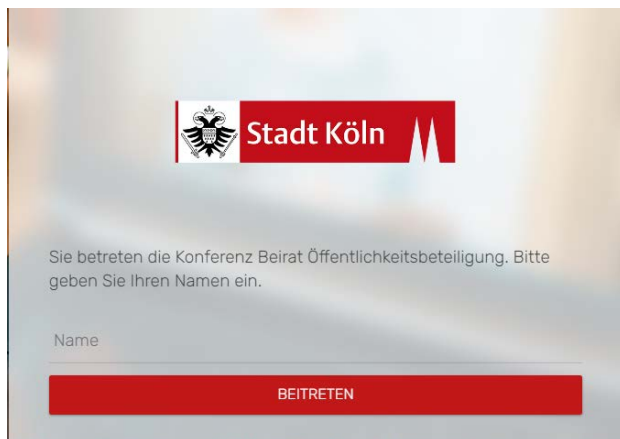 Stadt Köln
Sie betreten die Konferenz Beirat Öffentlichkeitsbeteiligung. Bitte
geben Sie Ihren Namen ein.
Name
BEITRETEN